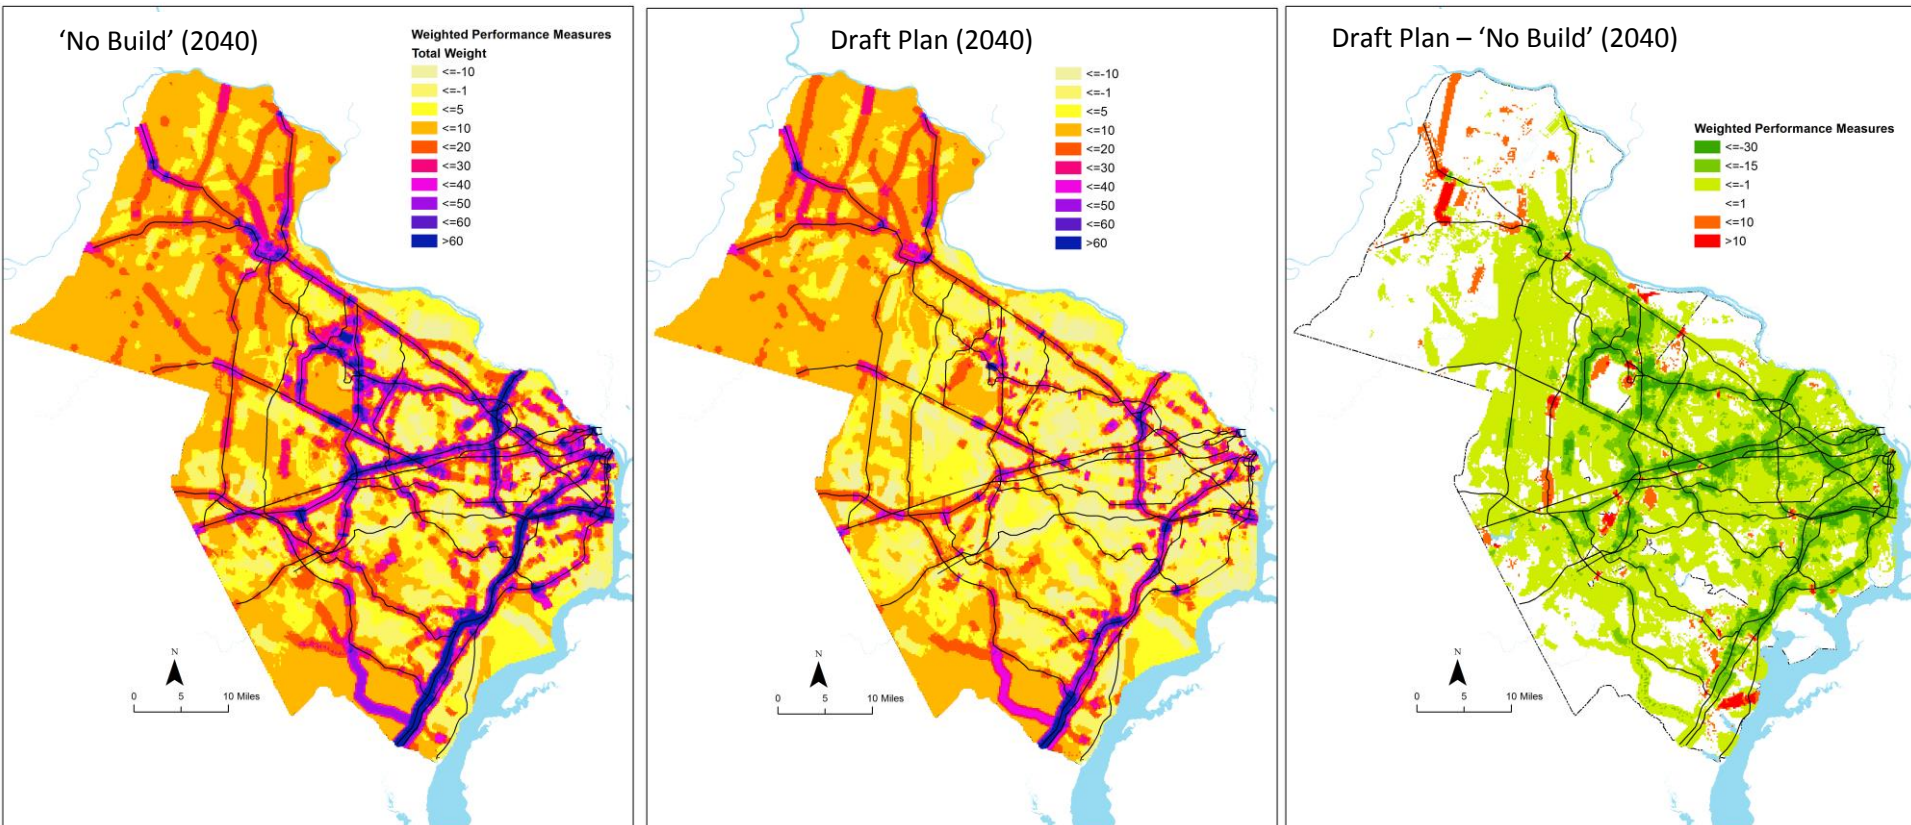 ‘No Build’ (2040)
Weighted Performance Measures
Total Weight
<=-10
<=-1
<=5
<=10
<=20
<=30
<=40
<=50
<=60
>60
N
0 5 10 Miles
Draft Plan (2040)
<=-10
<=-1
<=5
<=10
<=20
<=30
<=40
<=50
<=60
>60
N
0 5 10 Miles
Draft Plan – ‘No Build’ (2040)
Weighted Performance Measures
<=-30
<=-15
<=-1
<=1
<=10
>10
N
0 5 10 Miles